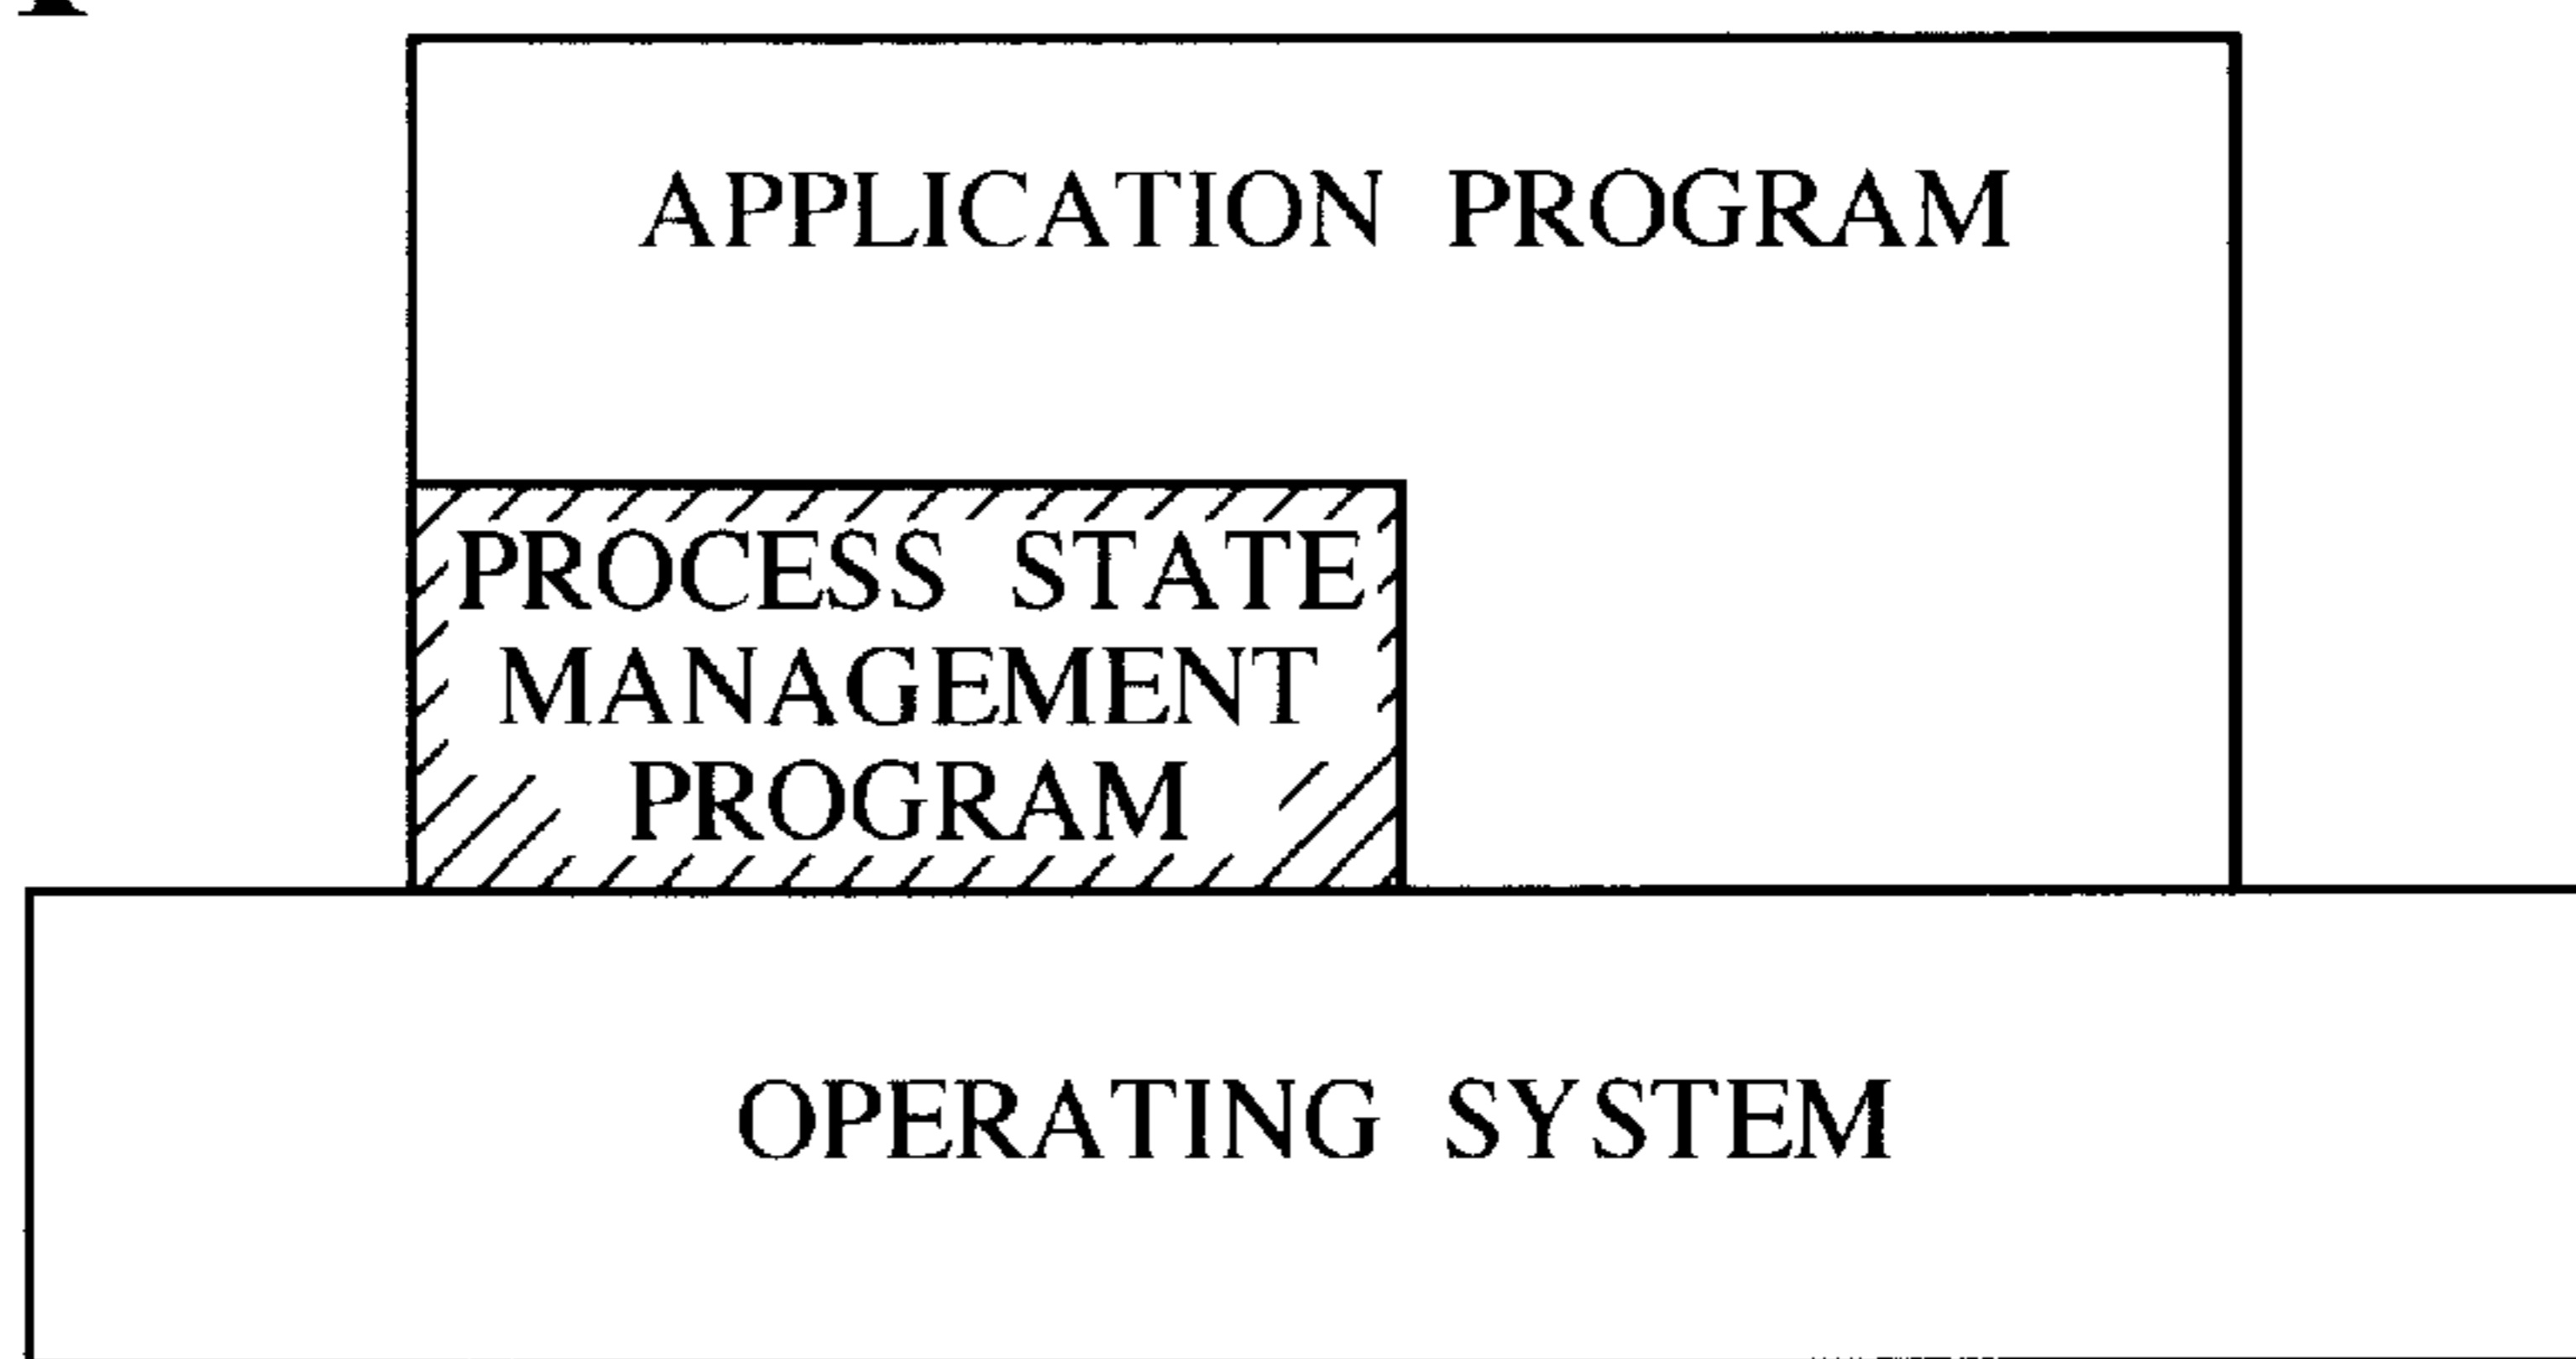 APPLICATION PROGRAM
PROCESS STATE
MANAGEMENT
PROGRAM
OPERATING SYSTEM